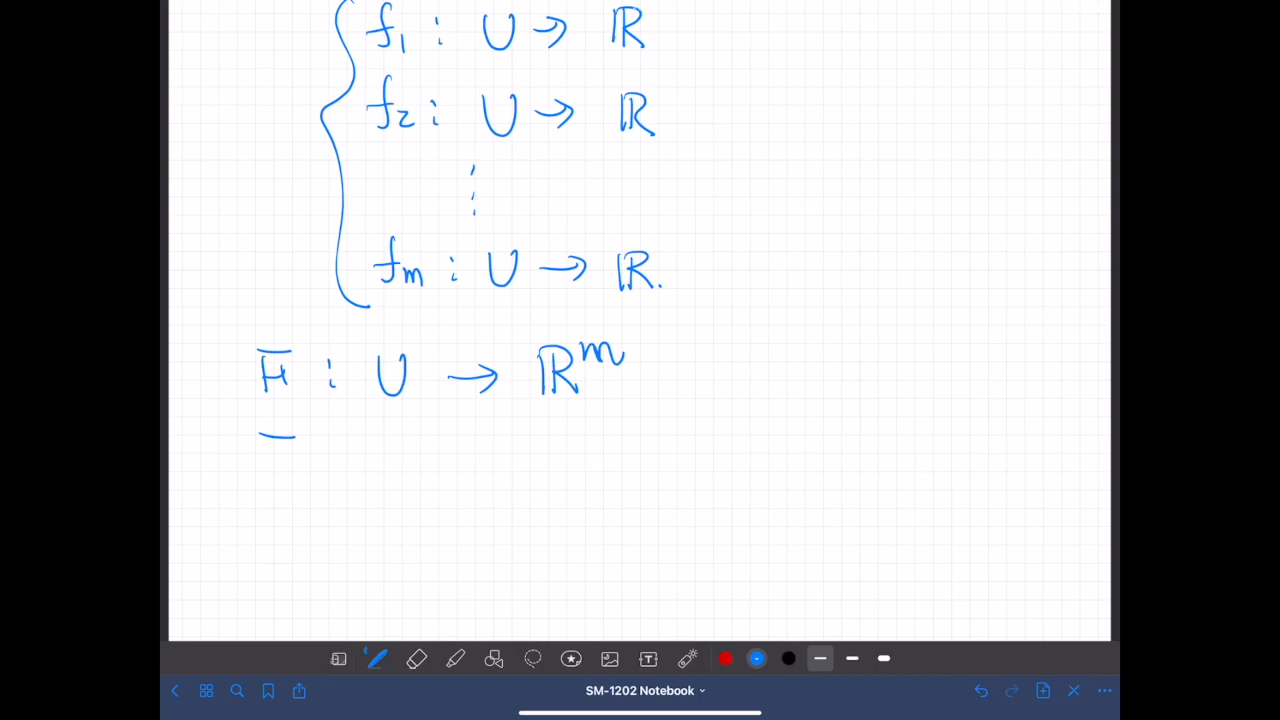 f₁ : U → ℝ
f₂ : U → ℝ
⋮
fₘ : U → ℝ.
F : U → ℝᵐ
SM-1202 Notebook